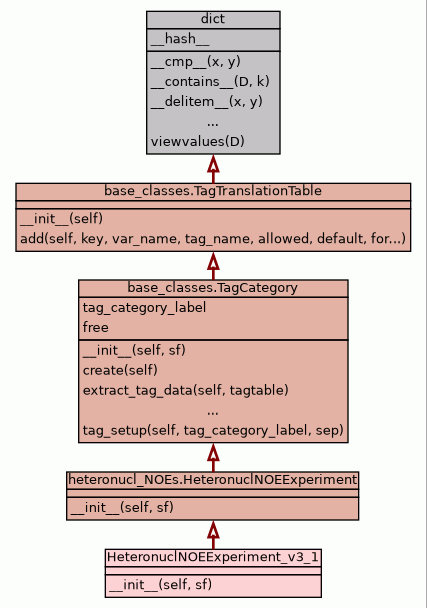 dict
__hash__
__cmp__(x, y)
__contains__(D, k)
__delitem__(x, y)
...
viewvalues(D)
base_classes.TagTranslationTable
__init__(self)
add(self, key, var_name, tag_name, allowed, default, for...)
base_classes.TagCategory
tag_category_label
free
__init__(self, sf)
create(self)
extract_tag_data(self, tagtable)
...
tag_setup(self, tag_category_label, sep)
heteronucl_NOEs.HeteronuclNOEExperiment
__init__(self, sf)
HeteronuclNOEExperiment_v3_1
__init__(self, sf)